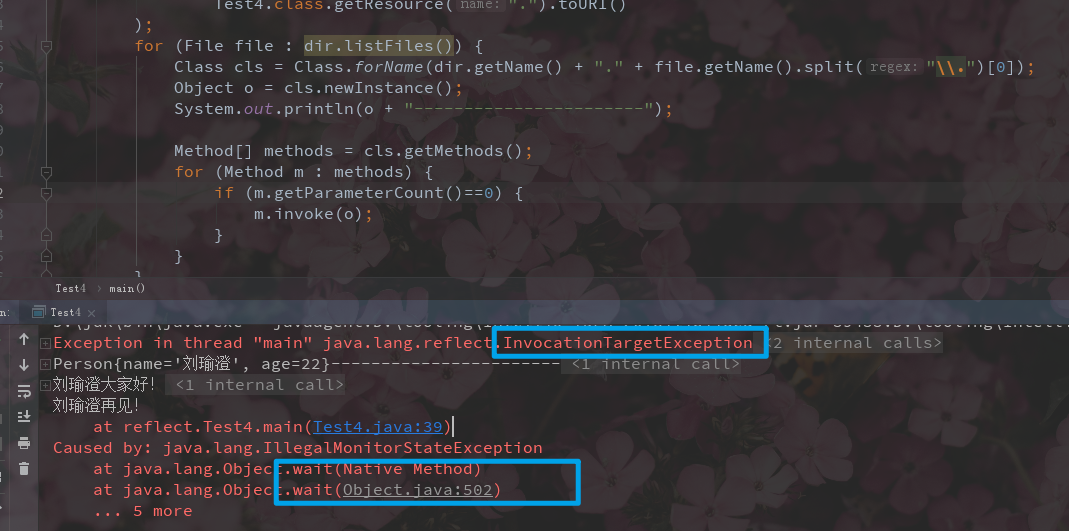 Test4.class.getResource( name: ".").toURI()
);
for (File file : dir.listFiles()) {
Class cls = Class.forName(dir.getName() + "." + file.getName().split( regex: "\\.")[0]);
Object o = cls.newInstance();
System.out.println(o + "-----------------------");
Method[] methods = cls.getMethods();
for (Method m : methods) {
if (m.getParameterCount()==0) {
m.invoke(o);
}
}
Test4 > main()
Test4 ×
Exception in thread "main" java.lang.reflect.InvocationTargetException <2 internal calls>
Person{name='刘瑜澄', age=22}----------------------- <1 internal call>
刘瑜澄大家好! <1 internal call>
刘瑜澄再见!
at reflect.Test4.main(Test4.java:39)
Caused by: java.lang.IllegalMonitorStateException
at java.lang.Object.wait(Native Method)
at java.lang.Object.wait(Object.java:502)
... 5 more